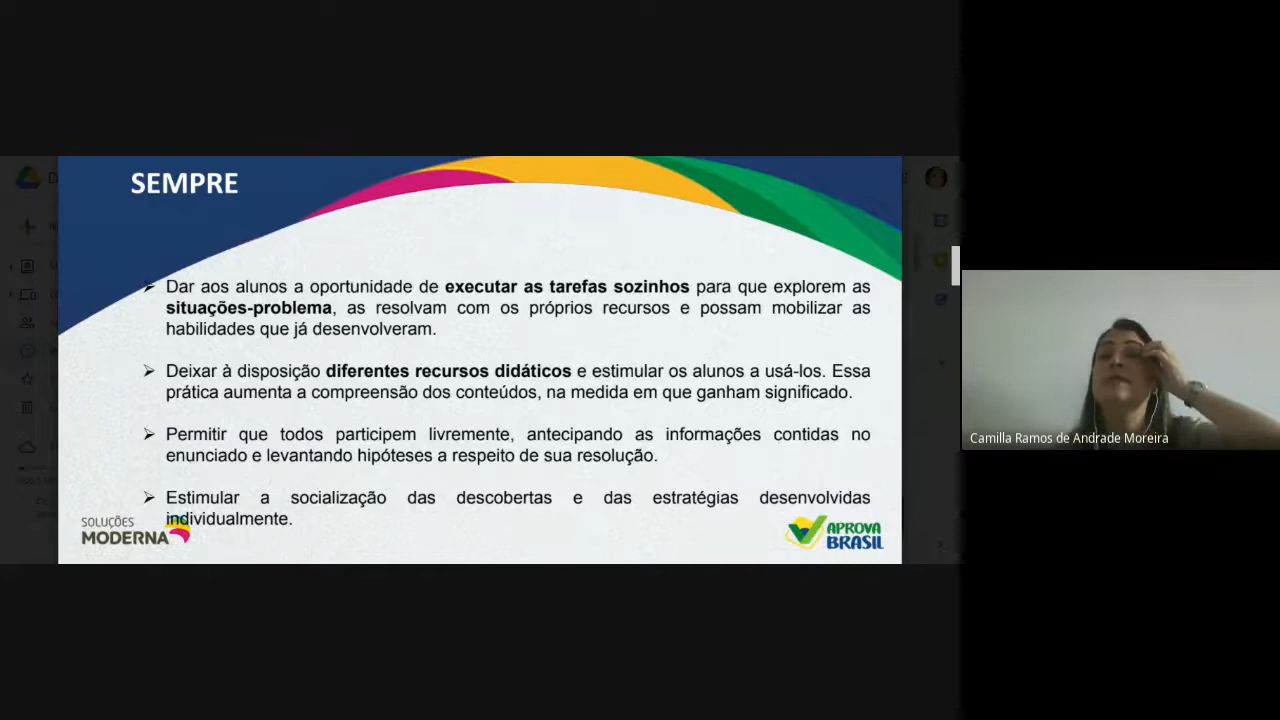 SEMPRE
➢ Dar aos alunos a oportunidade de executar as tarefas sozinhos para que explorem as
situações-problema, as resolvam com os próprios recursos e possam mobilizar as
habilidades que já desenvolveram.
➢ Deixar à disposição diferentes recursos didáticos e estimular os alunos a usá-los. Essa
prática aumenta a compreensão dos conteúdos, na medida em que ganham significado.
➢ Permitir que todos participem livremente, antecipando as informações contidas no
enunciado e levantando hipóteses a respeito de sua resolução.
➢ Estimular a socialização das descobertas e das estratégias desenvolvidas
individualmente.
SOLUÇÕES
MODERNA
APROVA
BRASIL
Camilla Ramos de Andrade Moreira